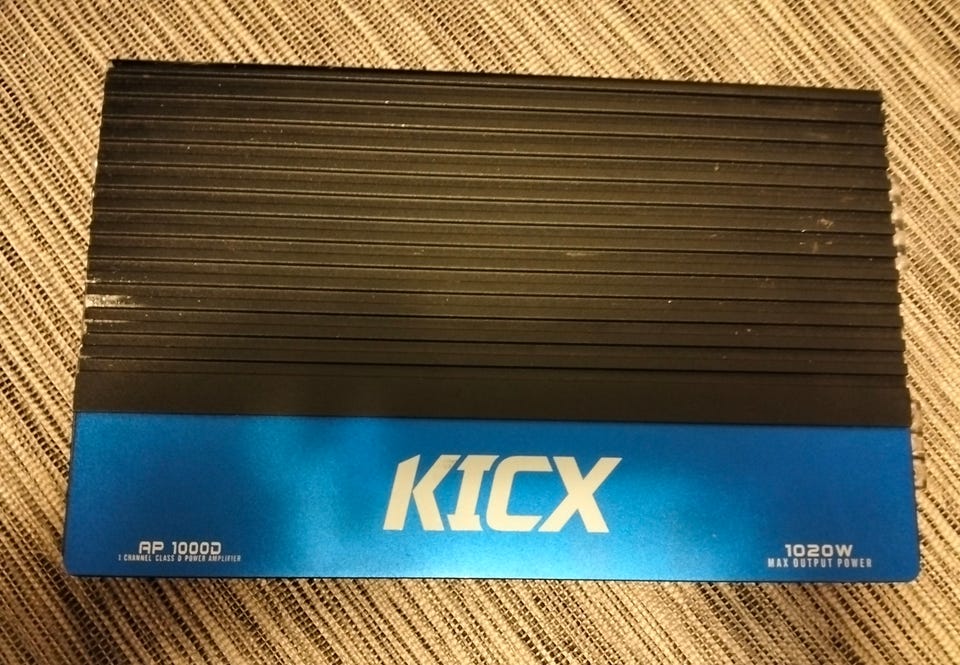 KICX
AP 1000D
1 CHANNEL CLASS D POWER AMPLIFIER
1020W
MAX OUTPUT POWER